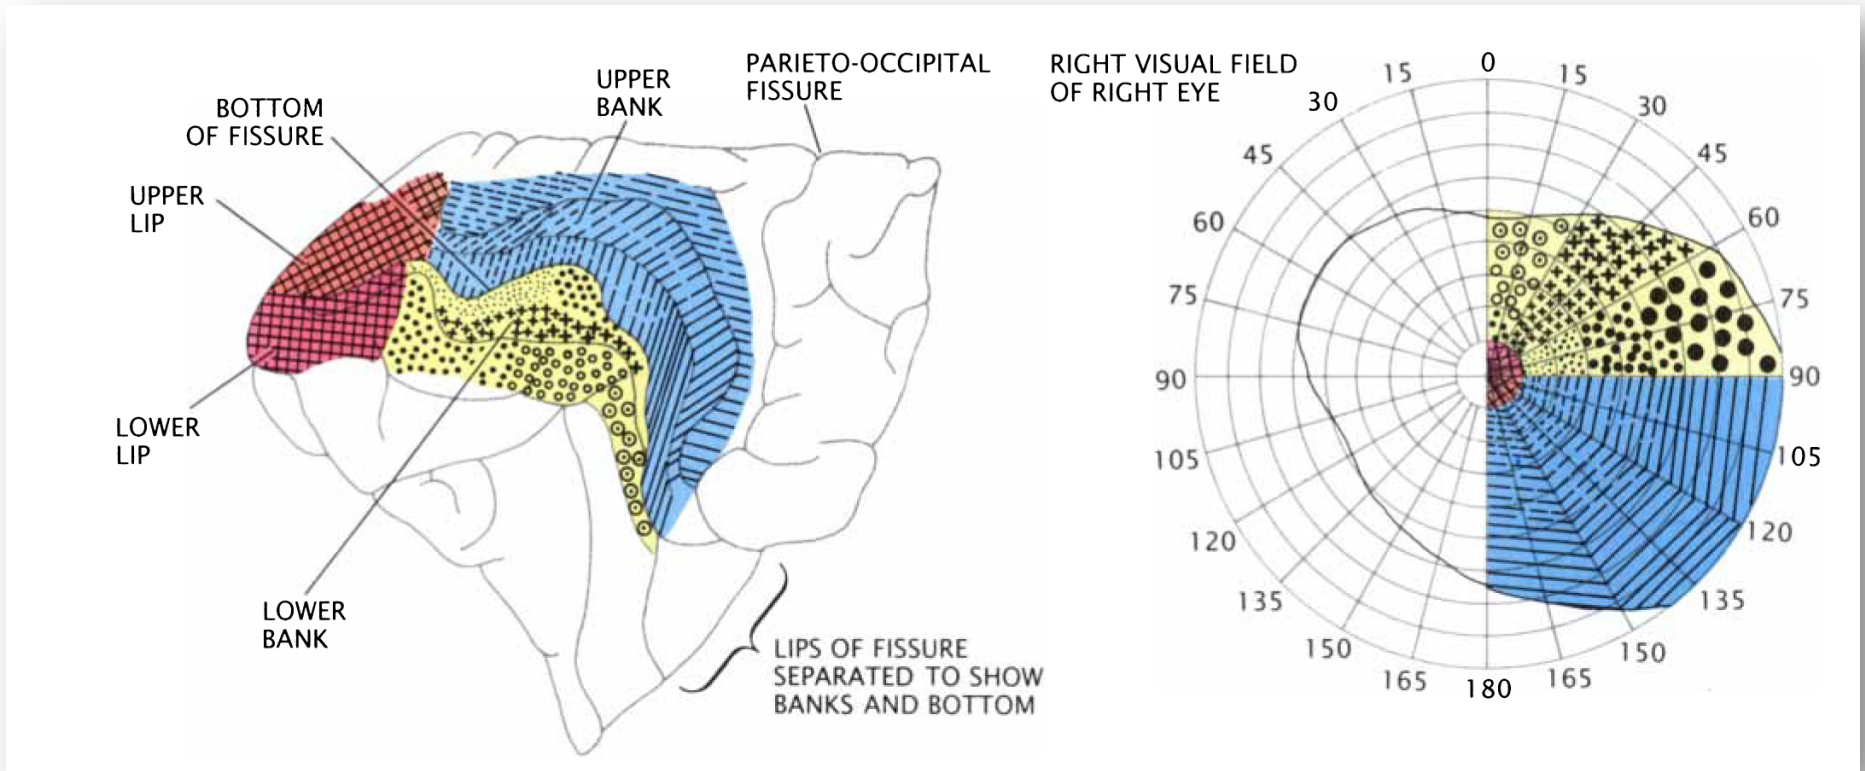 BOTTOM
OF FISSURE
UPPER
BANK
PARIETO-OCCIPITAL
FISSURE
UPPER
LIP
LOWER
LIP
LOWER
BANK
LIPS OF FISSURE
SEPARATED TO SHOW
BANKS AND BOTTOM
RIGHT VISUAL FIELD
OF RIGHT EYE
0
15
15
30
30
45
45
60
60
75
75
90
90
105
105
120
120
135
135
150
150
165
165
180